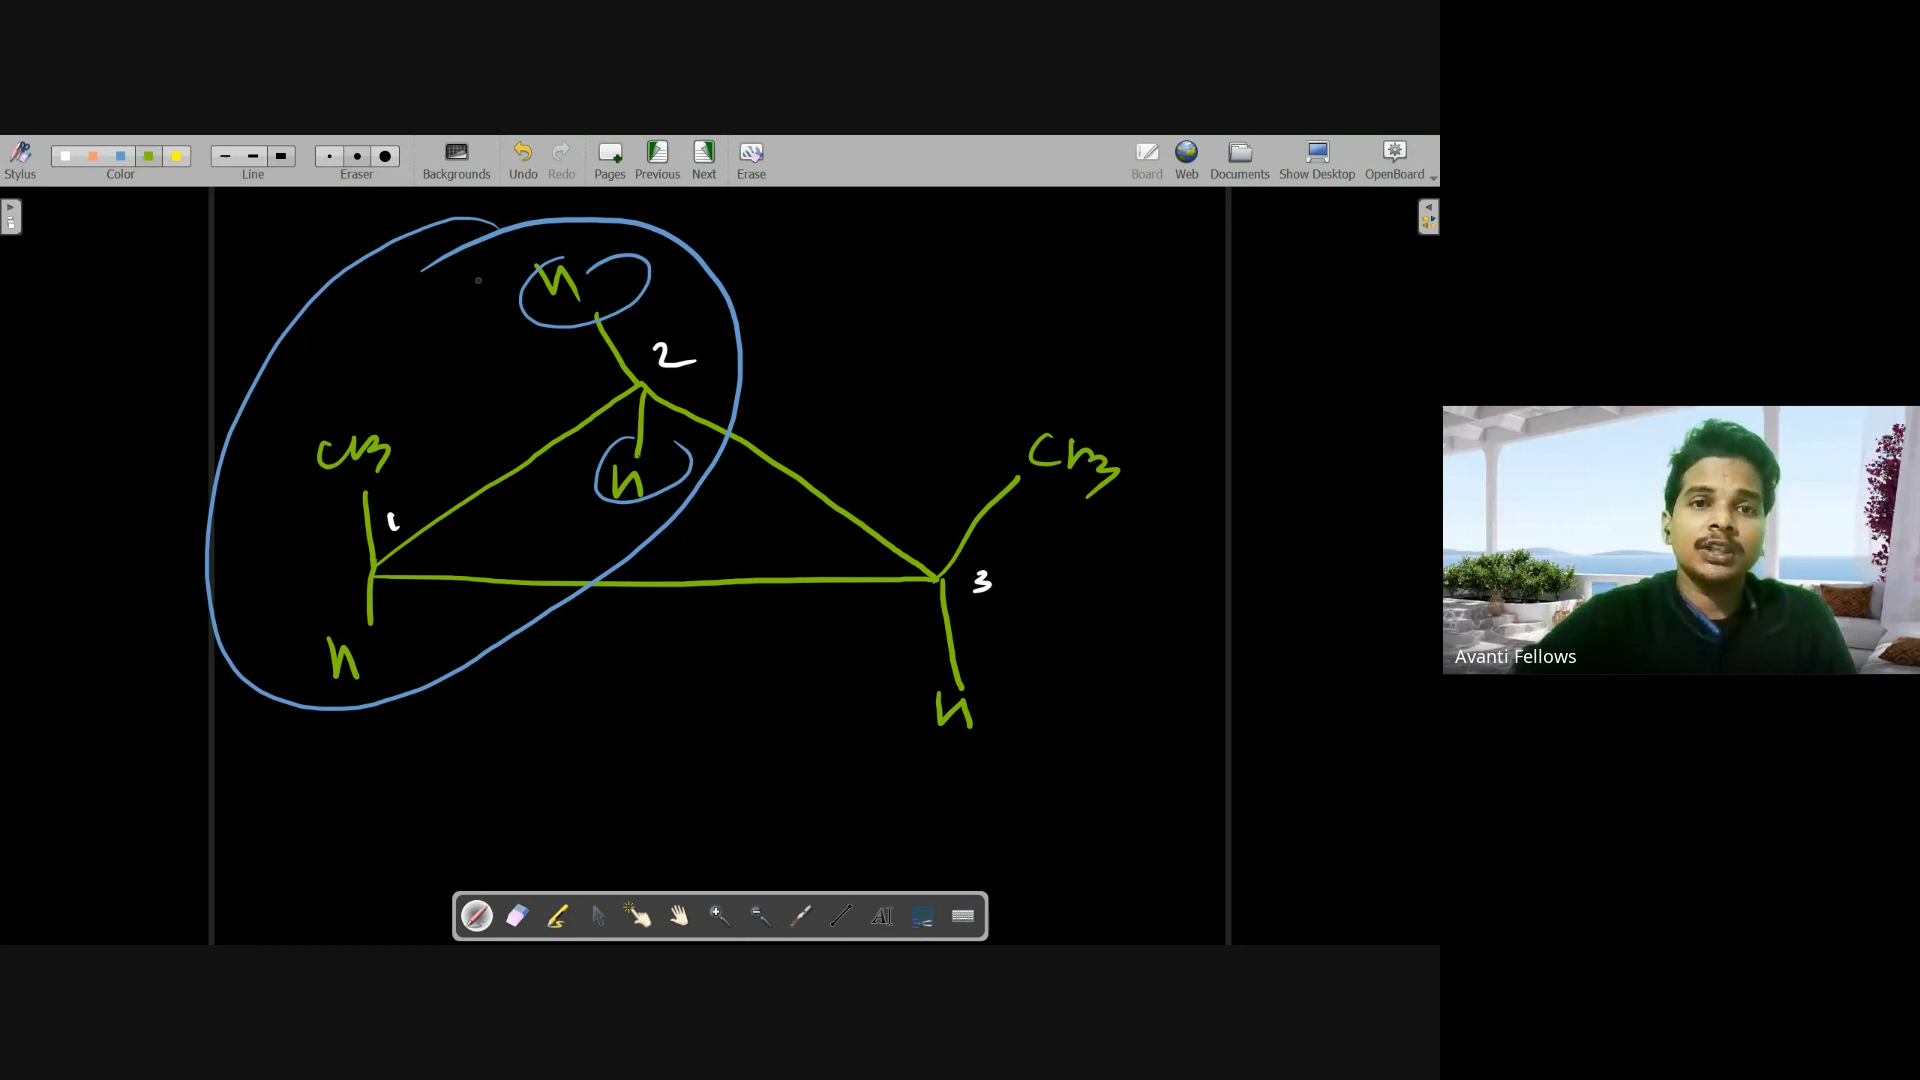 Stylus
Color
Line
Eraser
Backgrounds
Undo
Redo
Pages
Previous
Next
Erase
Board
Web
Documents
Show Desktop
OpenBoard
H
2
CH3
1
H
CH3
3
H
H
Avanti Fellows